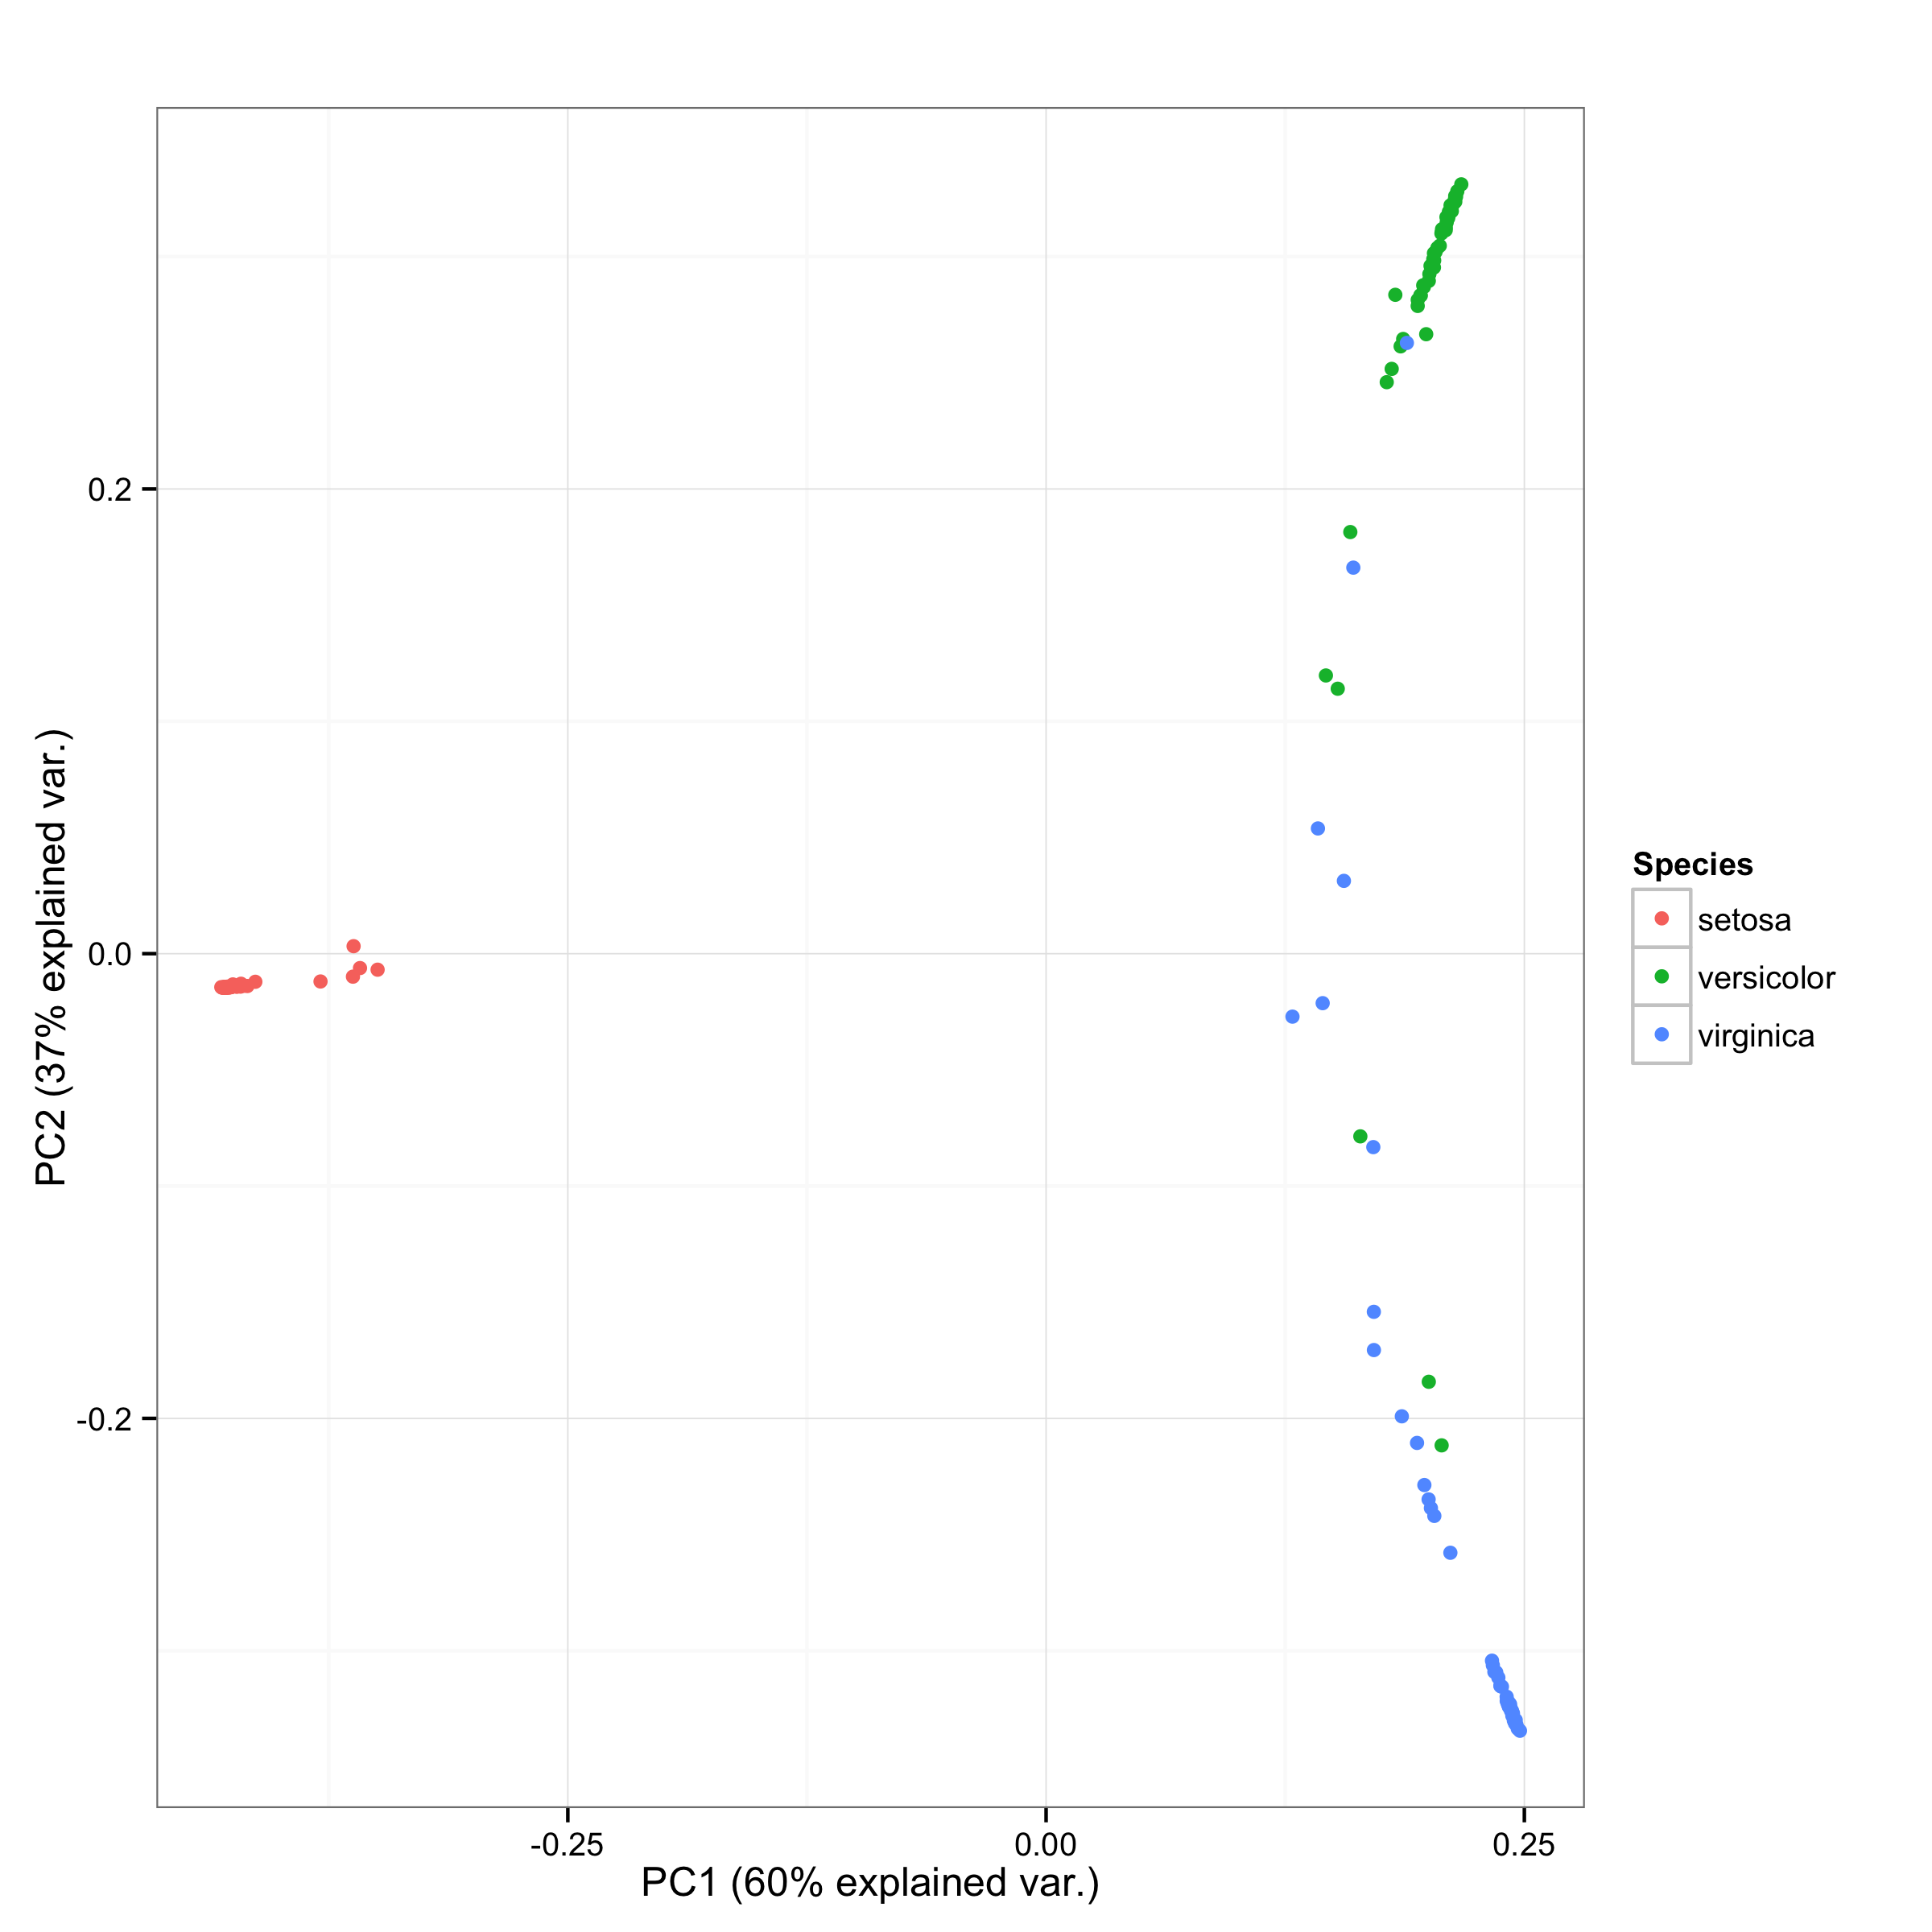 0.2
0.0
-0.2
PC2 (37% explained var.)
-0.25
0.00
0.25
PC1 (60% explained var.)
Species
setosa
versicolor
virginica